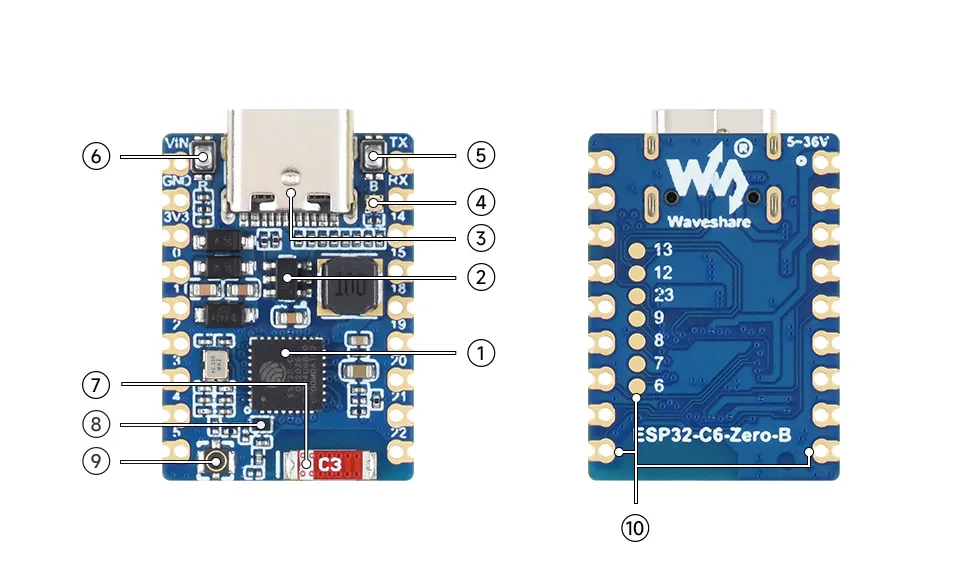 ViN
TX
⑥
⑤
GND
R
B
RX
④
3V3
14
③
0
15
②
1
18
2
19
①
3
20
⑦
4
21
⑧
5
22
⑨
C3
5~36V
®
Waveshare
13
12
23
9
8
7
6
ESP32-C6-Zero-B
⑩